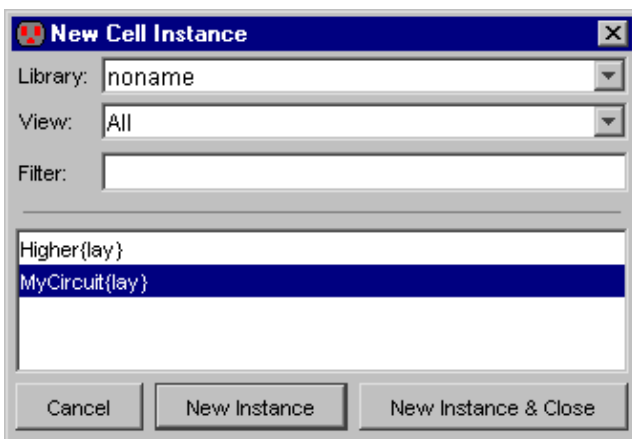 New Cell Instance
Library: noname
View: All
Filter:
Higher{lay}
MyCircuit{lay}
Cancel New Instance New Instance & Close